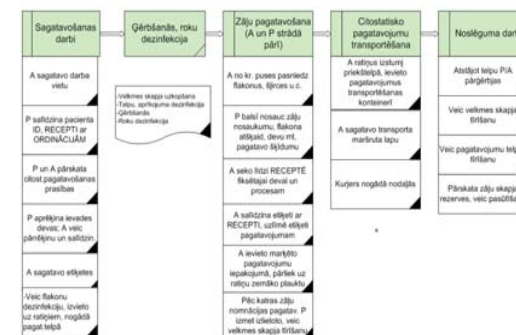 Sagatavošanas
darbi
A sagatavo darba
vietu
P salīdzina pacienta
ID, RECEPTI ar
ORDINĀCIJĀM
P un A pārskata
citost pagatavošanas
prasības
P aprēķina ievades
devas; A veic
pārrēķinu un salīdzin.
A sagatavo etiķetes
-Veic flakonu
dezinfekciju, izvieto
uz ratiņiem, nogādā
pagat.telpā
Ģērbšanās, roku
dezinfekcija
-Velkmes skapja uzkopšana
-Telpu, aprīkojuma dezinfekcija
-Ģērbšanās
-Roku dezinfekcija
Zāļu pagatavošana
(A un P strādā
pārī)
A no kr. puses pasniedz
flakonus, šļirces u.c.
P balsī nosauc zāļu
nosaukumu, flakona
atšķaid, devu ml,
pagatavo šķīdumu
A seko līdzi RECEPTĒ
fiksētajai devai un
procesam
A salīdzina etiķeti ar
RECEPTI, uzlīmē etiķeti
pagatavojumam
A ievieto marķēto
pagatavojumu
iepakojumā, pārliek uz
ratiņu zemāko plauktu
Pēc katras zāļu
nomnācijas pagatav. P
izmet izlietoto, veic
velkmes skapja tīrīšanu
Citostatisko
pagatavojumu
transportēšana
A ratiņus izstumj
priekštelpā, ievieto
pagatavojumus
transportēšanas
konteinerī
A sagatavo transporta
maršruta lapu
Kurjers nogādā nodaļās
Noslēguma dar
Atstājot telpu P/A
pārģērbjas
Veic velkmes skapja
tīrīšanu
Veic pagatavojumu telp
tīrīšanu
Pārskata zāļu skapja
rezerves, veic pasūtīša